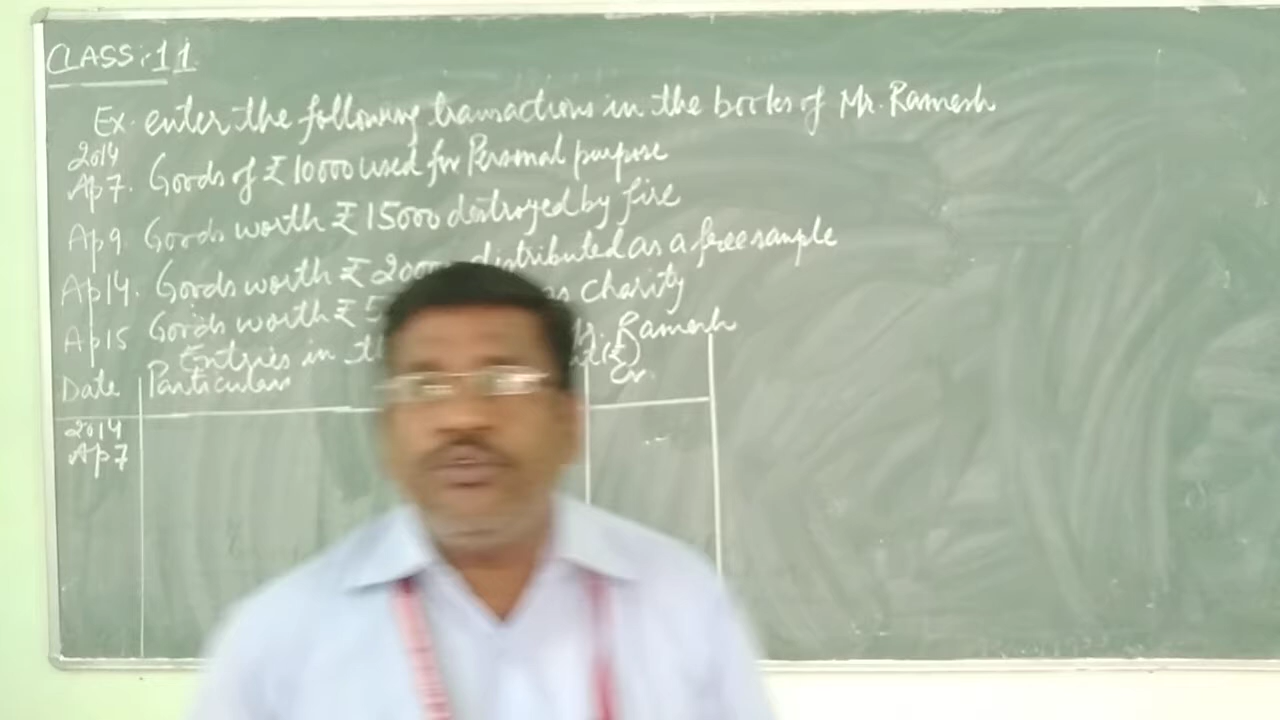 CLASS:-11
Ex. enter the following transactions in the books of Mr. Ramesh
2014
Ap 7. Goods of ₹ 10000 used for Personal purpose
Ap 9 Goods worth ₹ 15000 destroyed by fire
Ap 14. Goods worth ₹ distributed as a free sample
Ap 15 Goods worth ₹ as charity
Entries in Ramesh
Date Particulars (₹)
Cr.
2014
Ap 7